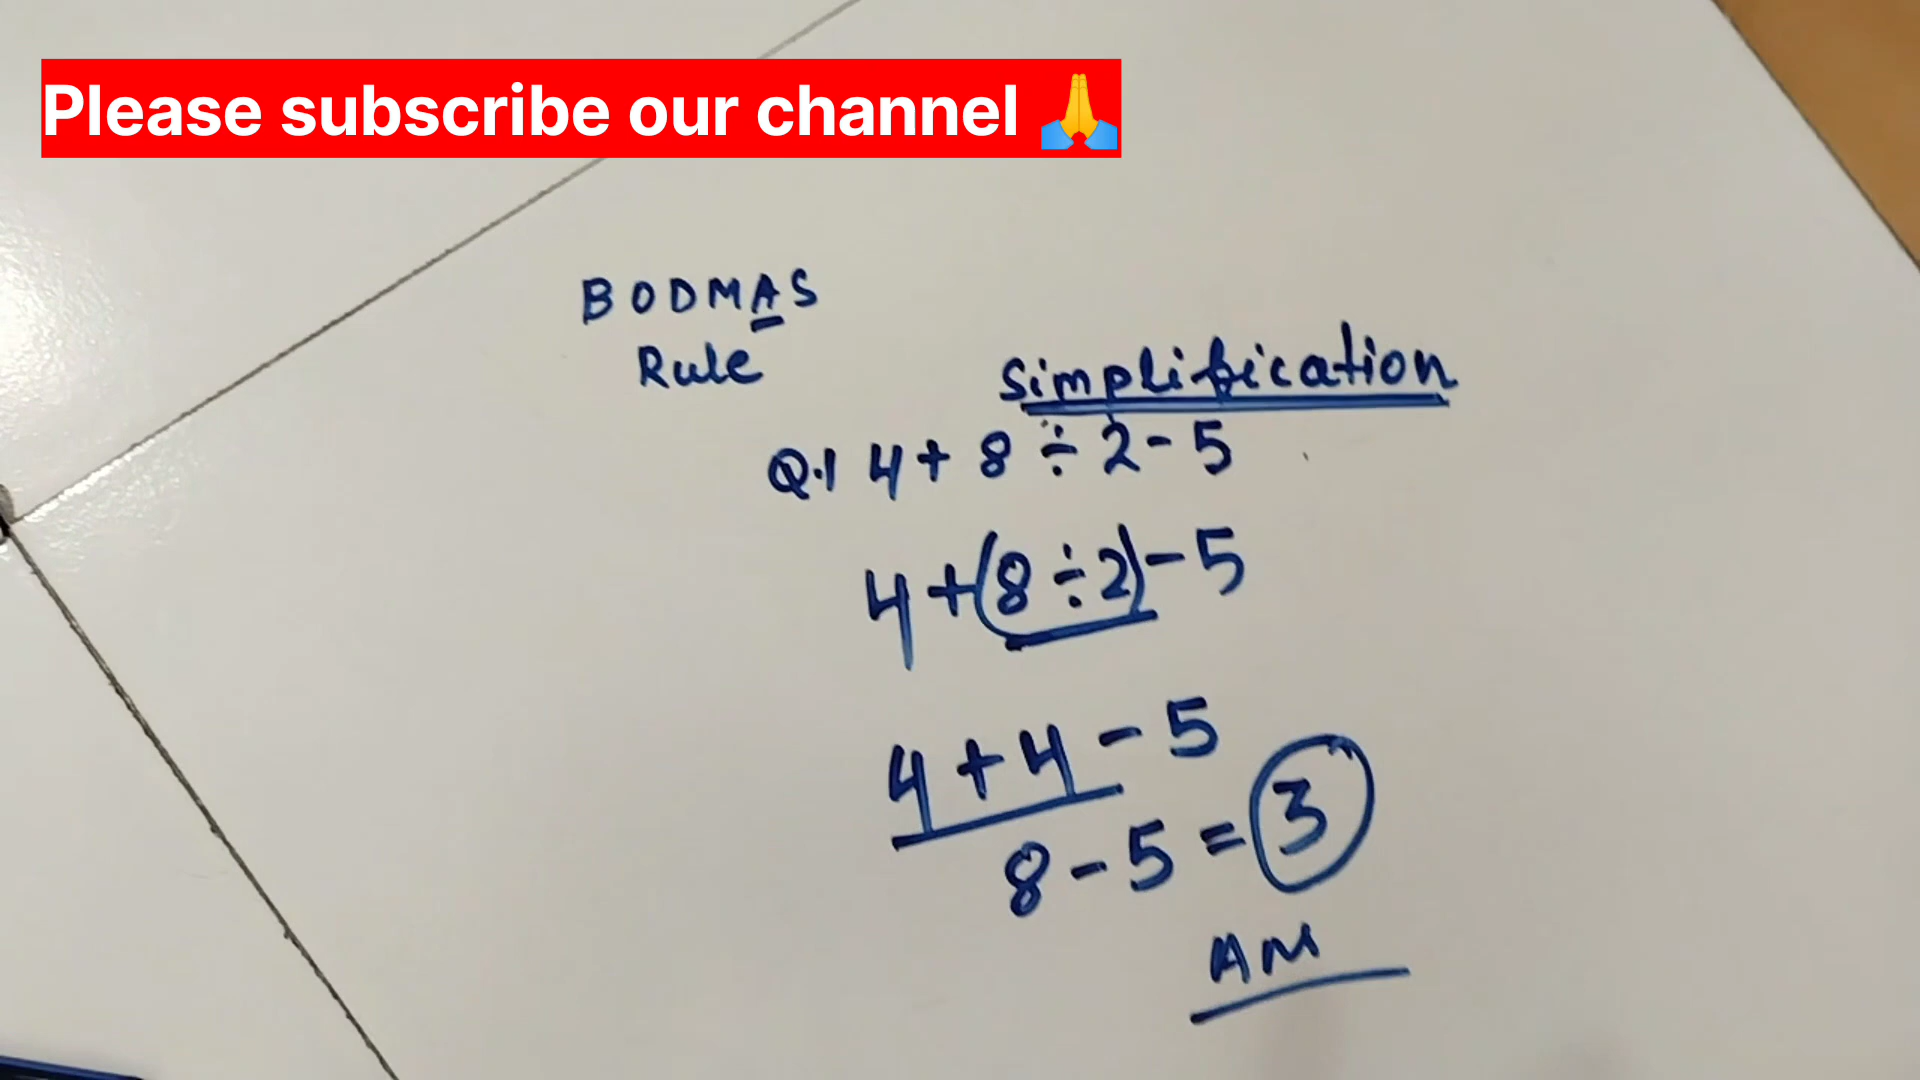 Please subscribe our channel 🙏
BODMAS
Rule
Simplification
Q.1 4 + 8 ÷ 2 - 5
4 + (8 ÷ 2) - 5
4 + 4 - 5
8 - 5 = 3
Ans